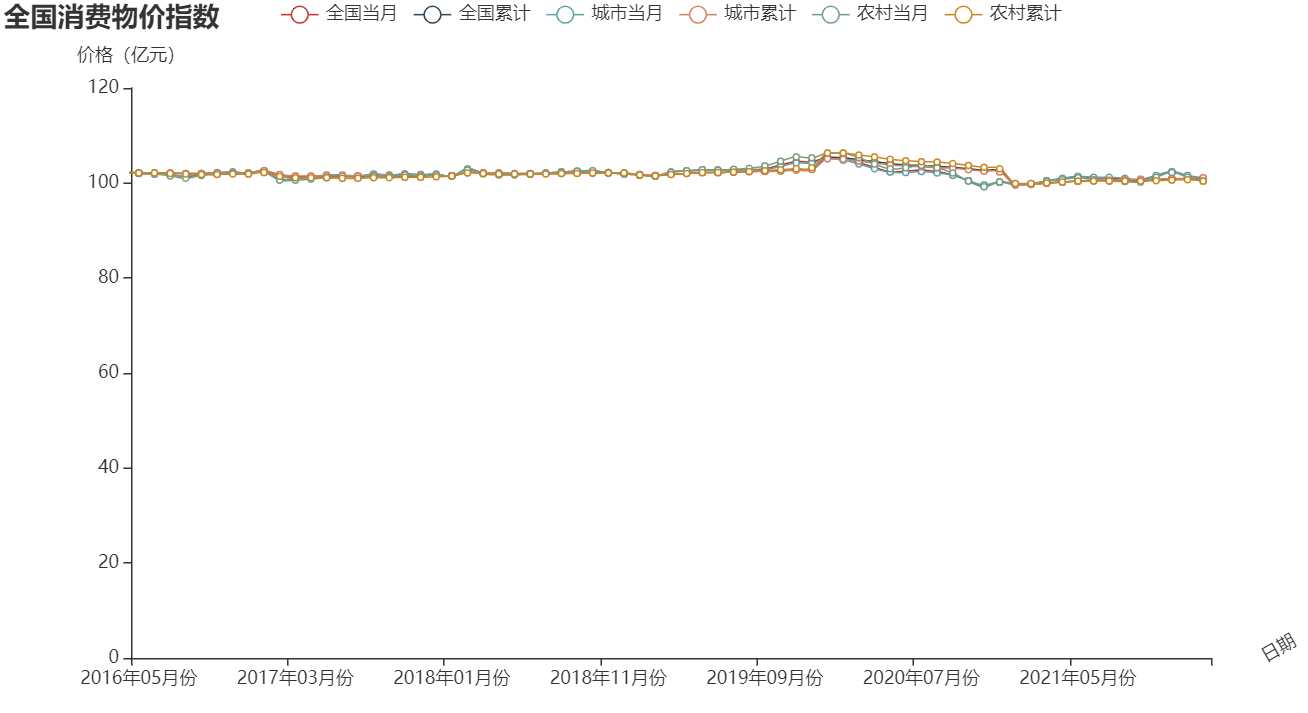 全国消费物价指数
全国当月 全国累计 城市当月 城市累计 农村当月 农村累计
价格（亿元）
120
100
80
60
40
20
0
2016年05月份 2017年03月份 2018年01月份 2018年11月份 2019年09月份 2020年07月份 2021年05月份
日期